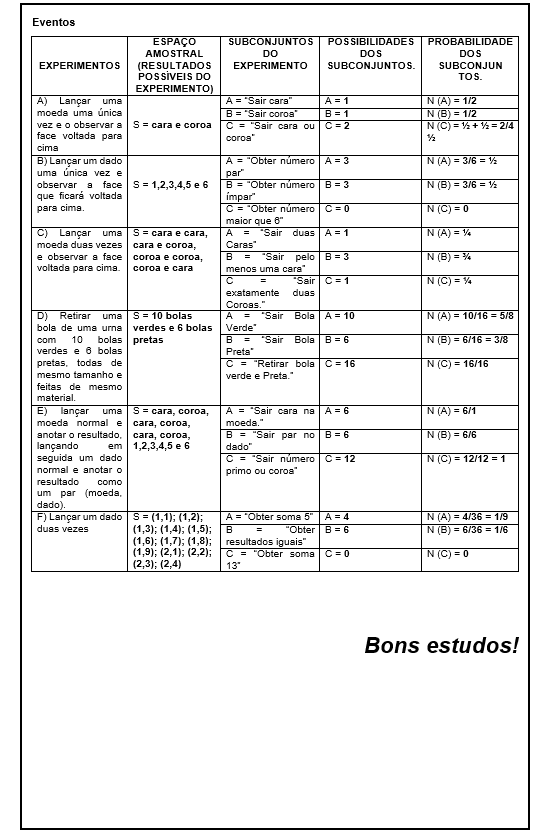 Eventos
EXPERIMENTOS
ESPAÇO
AMOSTRAL
(RESULTADOS
POSSÍVEIS DO
EXPERIMENTO)
SUBCONJUNTOS
DO
EXPERIMENTO
POSSIBILIDADES
DOS
SUBCONJUNTOS.
PROBABILIDADE
DOS
SUBCONJUN
TOS.
A) Lançar uma
moeda uma única
vez e o observar a
face voltada para
cima
S = cara e coroa
A = "Sair cara"
A = 1
N (A) = 1/2
B = "Sair coroa"
B = 1
N (B) = 1/2
C = "Sair cara ou
coroa"
C = 2
N (C) = ½ + ½ = 2/4
½
B) Lançar um dado
uma única vez e
observar a face
que ficará voltada
para cima.
S = 1,2,3,4,5 e 6
A = "Obter número
par"
A = 3
N (A) = 3/6 = ½
B = "Obter número
ímpar"
B = 3
N (B) = 3/6 = ½
C = "Obter número
maior que 6"
C = 0
N (C) = 0
C) Lançar uma
moeda duas vezes
e observar a face
voltada para cima.
S = cara e cara,
cara e coroa,
coroa e coroa,
coroa e cara
A = "Sair duas
Caras"
A = 1
N (A) = ¼
B = "Sair pelo
menos uma cara"
B = 3
N (B) = ¾
C = "Sair
exatamente duas
Coroas."
C = 1
N (C) = ¼
D) Retirar uma
bola de uma urna
com 10 bolas
verdes e 6 bolas
pretas, todas de
mesmo tamanho e
feitas de mesmo
material.
S = 10 bolas
verdes e 6 bolas
pretas
A = "Sair Bola
Verde"
A = 10
N (A) = 10/16 = 5/8
B = "Sair Bola
Preta"
B = 6
N (B) = 6/16 = 3/8
C = "Retirar bola
verde e Preta."
C = 16
N (C) = 16/16
E) lançar uma
moeda normal e
anotar o resultado,
lançando em
seguida um dado
normal e anotar o
resultado como
um par (moeda,
dado).
S = cara, coroa,
cara, coroa,
cara, coroa,
1,2,3,4,5 e 6
A = "Sair cara na
moeda."
A = 6
N (A) = 6/1
B = "Sair par no
dado"
B = 6
N (B) = 6/6
C = "Sair número
primo ou coroa"
C = 12
N (C) = 12/12 = 1
F) Lançar um dado
duas vezes
S = (1,1); (1,2);
(1,3); (1,4); (1,5);
(1,6); (1,7); (1,8);
(1,9); (2,1); (2,2);
(2,3); (2,4)
A = "Obter soma 5"
A = 4
N (A) = 4/36 = 1/9
B = "Obter
resultados iguais"
B = 6
N (B) = 6/36 = 1/6
C = "Obter soma
13"
C = 0
N (C) = 0
Bons estudos!